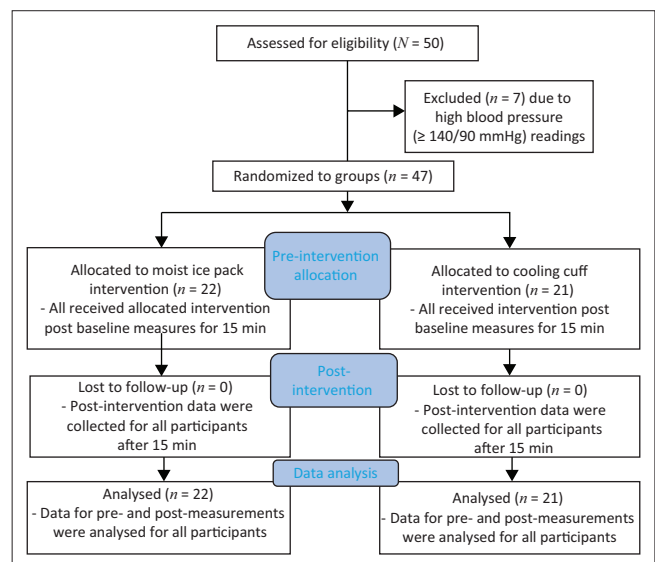 Assessed for eligibility (N = 50)
Excluded (n = 7) due to
high blood pressure
(≥ 140/90 mmHg) readings
Randomized to groups (n = 47)
Pre-intervention
allocation
Allocated to moist ice pack
intervention (n = 22)
- All received allocated intervention
post baseline measures for 15 min
Allocated to cooling cuff
intervention (n = 21)
- All received intervention post
baseline measures for 15 min
Post-
intervention
Lost to follow-up (n = 0)
- Post-intervention data were
collected for all participants
after 15 min
Lost to follow-up (n = 0)
- Post-intervention data were
collected for all participants
after 15 min
Data analysis
Analysed (n = 22)
- Data for pre- and post-measurements
were analysed for all participants
Analysed (n = 21)
- Data for pre- and post-measurements
were analysed for all participants